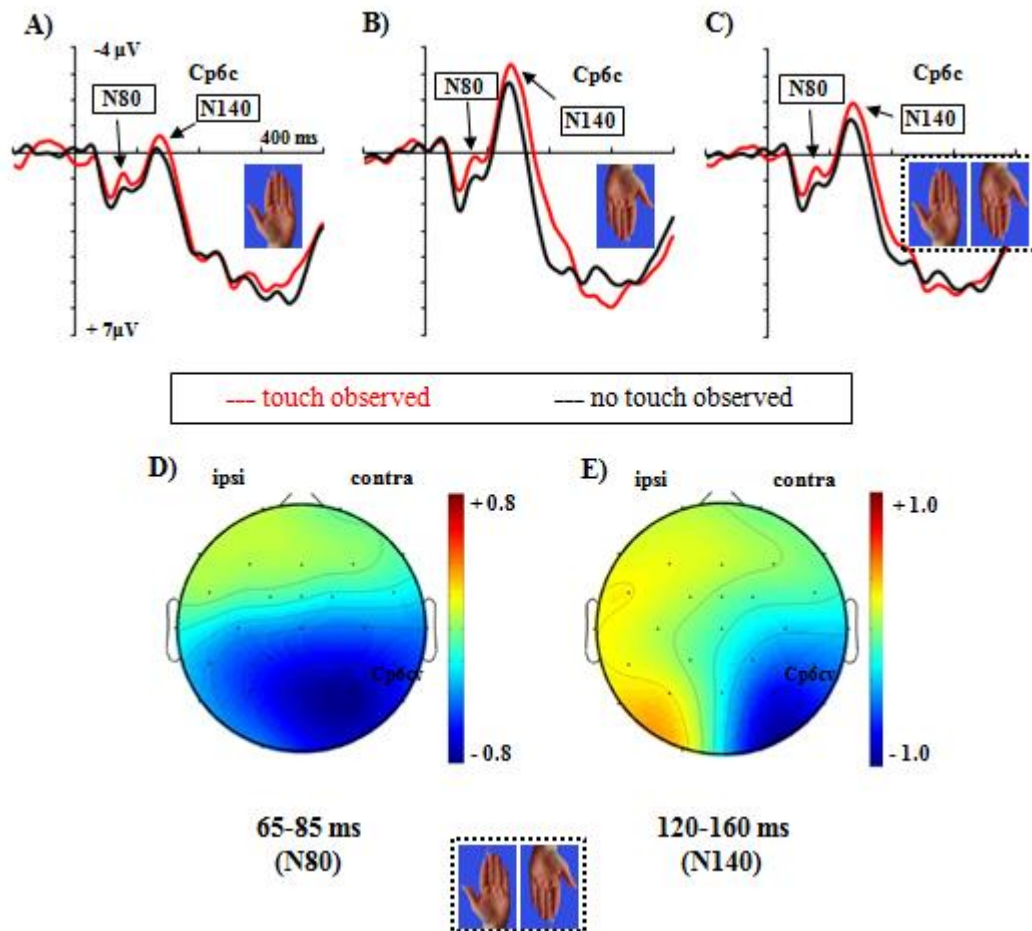 A)
B)
C)
-4 µV
Cp6c
N80
N140
400 ms
+ 7µV
Cp6c
N80
N140
Cp6c
N80
N140
--- touch observed
--- no touch observed
D)
ipsi
contra
+ 0.8
- 0.8
E)
ipsi
contra
+1.0
- 1.0
65-85 ms
(N80)
120-160 ms
(N140)